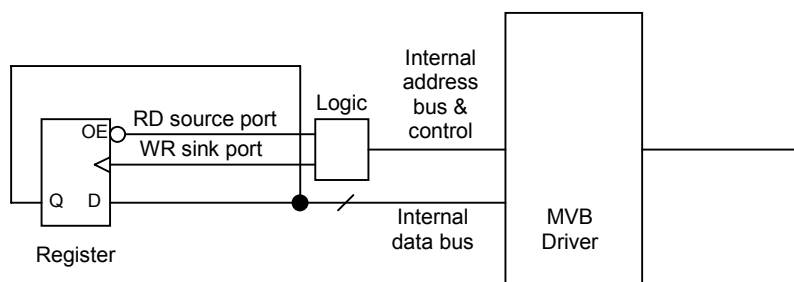 Internal
address
bus &
control
Logic
OE
RD source port
WR sink port
Q
D
Internal
data bus
MVB
Driver
Register